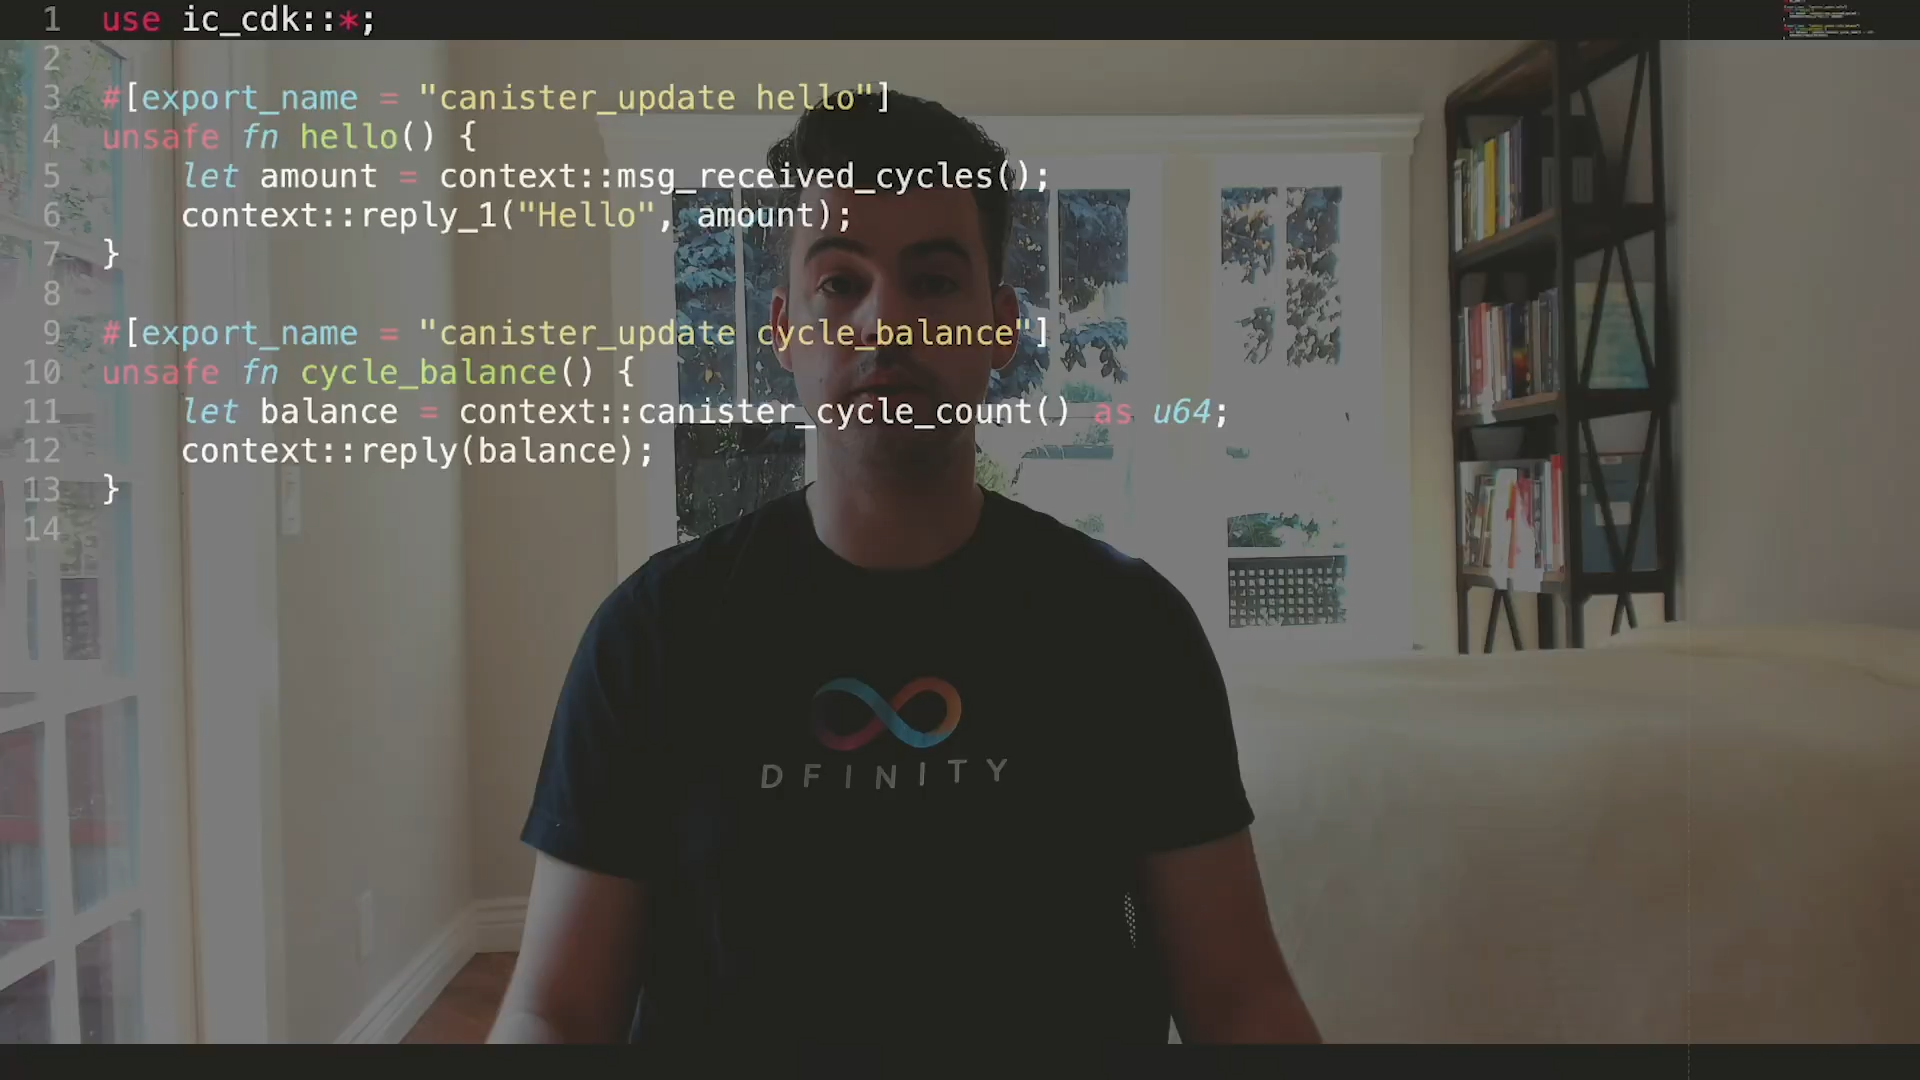 1 use ic_cdk::*;
2
3 #[export_name = "canister_update hello"]
4 unsafe fn hello() {
5 let amount = context::msg_received_cycles();
6 context::reply_1("Hello", amount);
7 }
8
9 #[export_name = "canister_update cycle_balance"]
10 unsafe fn cycle_balance() {
11 let balance = context::canister_cycle_count() as u64;
12 context::reply(balance);
13 }
14
DFINITY